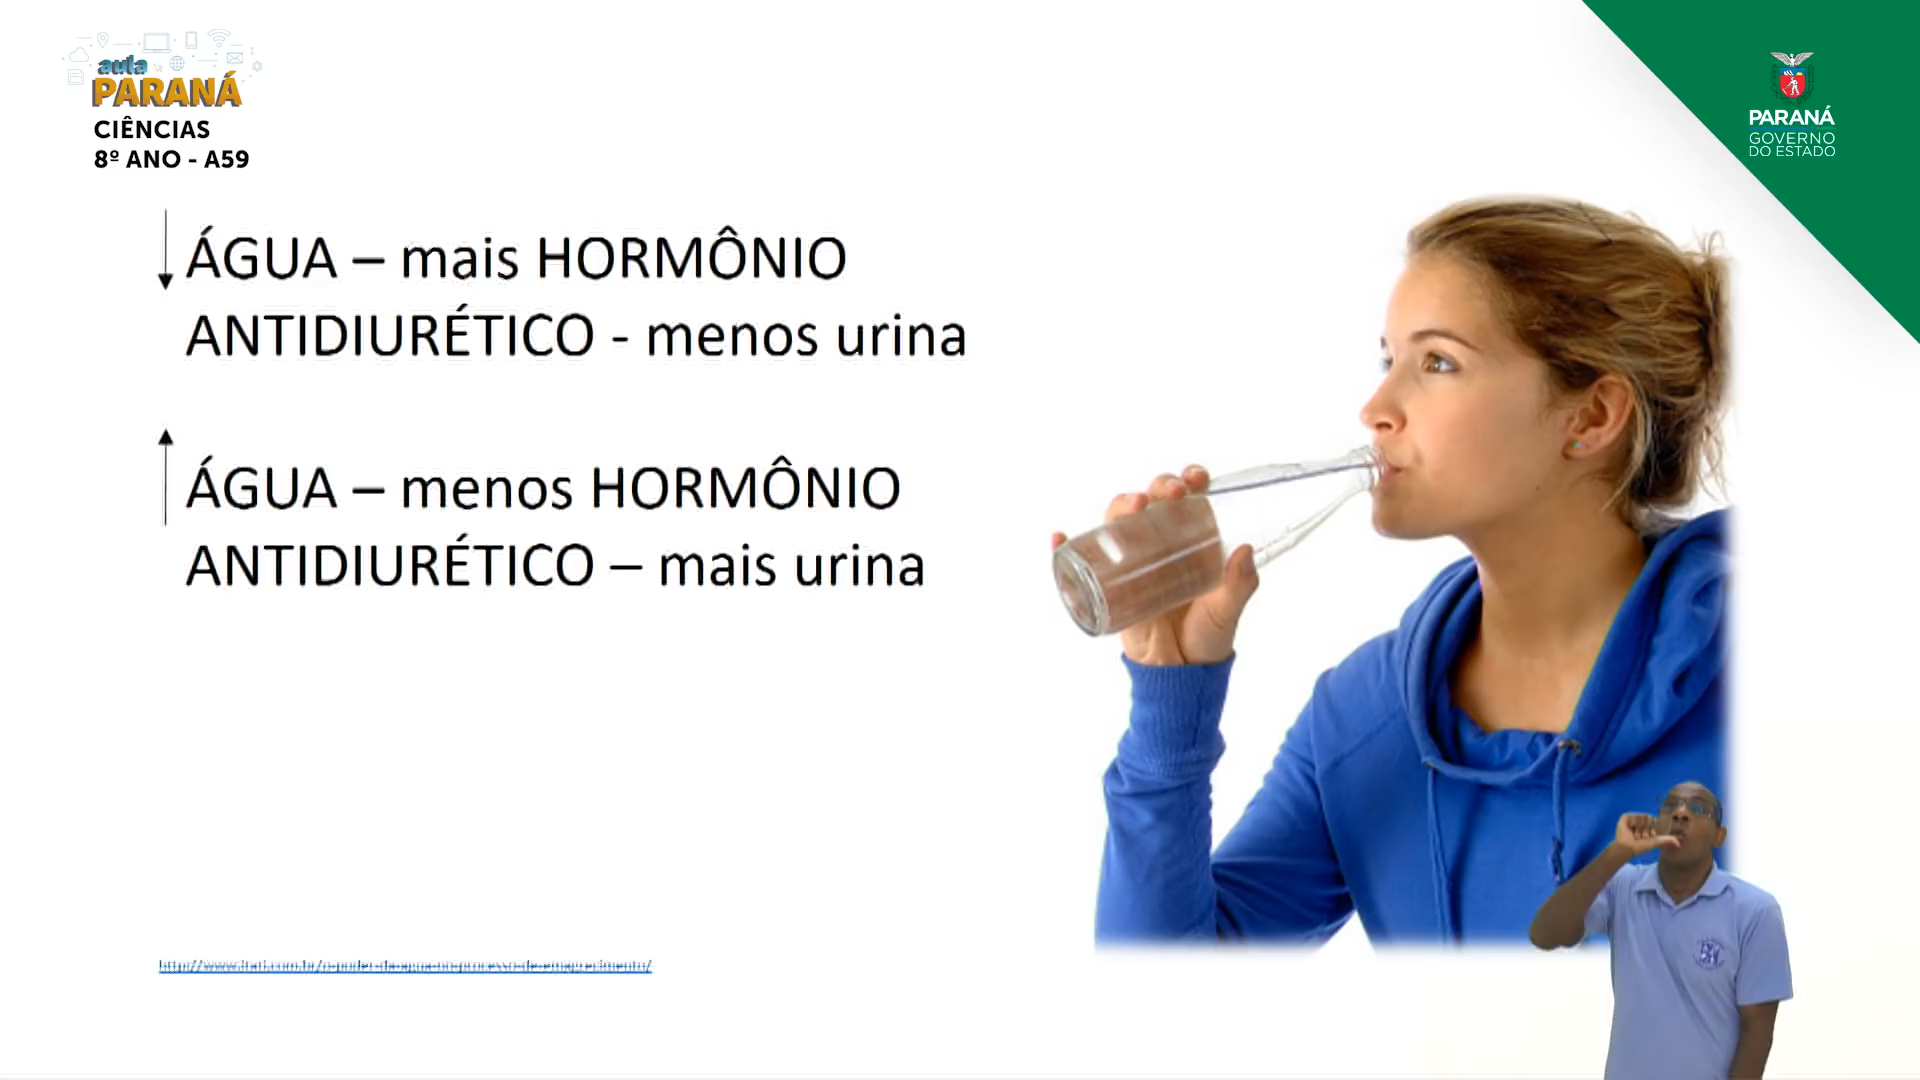 aula
PARANÁ
CIÊNCIAS
8º ANO - A59
PARANÁ
GOVERNO
DO ESTADO
ÁGUA – mais HORMÔNIO
ANTIDIURÉTICO - menos urina
ÁGUA – menos HORMÔNIO
ANTIDIURÉTICO – mais urina